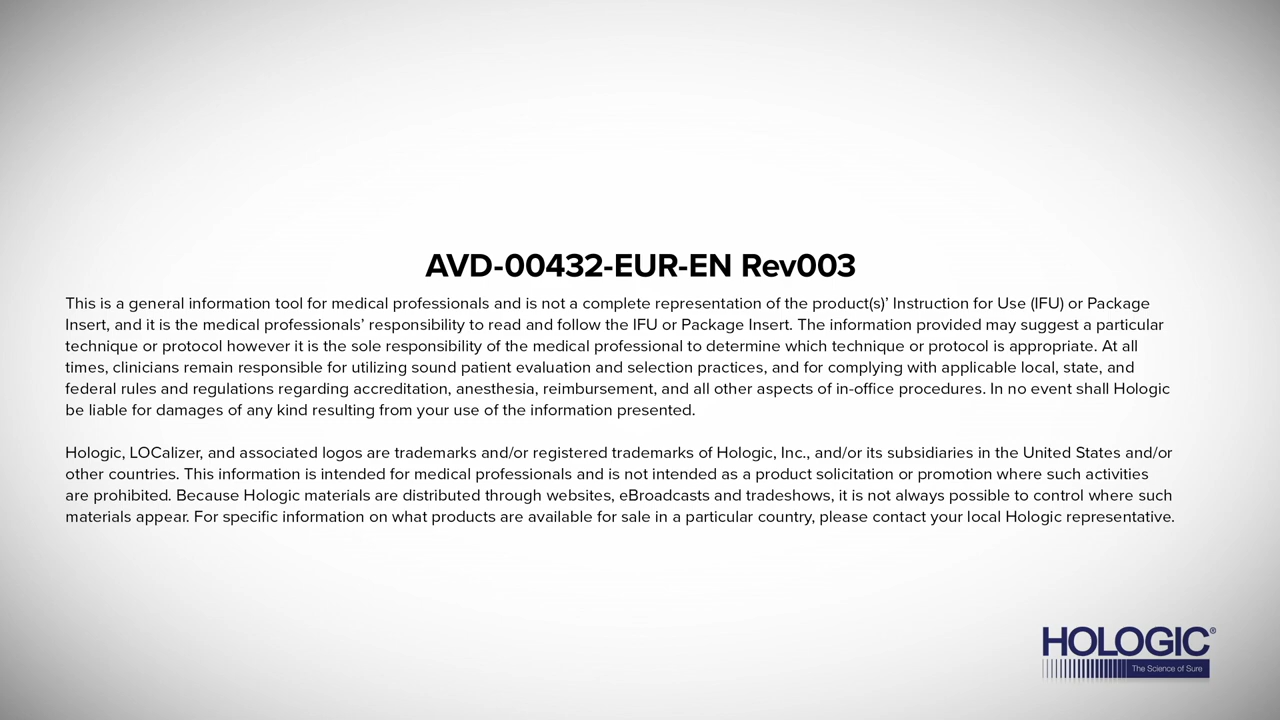 AVD-00432-EUR-EN Rev003
This is a general information tool for medical professionals and is not a complete representation of the product(s)’ Instruction for Use (IFU) or Package
Insert, and it is the medical professionals’ responsibility to read and follow the IFU or Package Insert. The information provided may suggest a particular
technique or protocol however it is the sole responsibility of the medical professional to determine which technique or protocol is appropriate. At all
times, clinicians remain responsible for utilizing sound patient evaluation and selection practices, and for complying with applicable local, state, and
federal rules and regulations regarding accreditation, anesthesia, reimbursement, and all other aspects of in-office procedures. In no event shall Hologic
be liable for damages of any kind resulting from your use of the information presented.
Hologic, LOCalizer, and associated logos are trademarks and/or registered trademarks of Hologic, Inc., and/or its subsidiaries in the United States and/or
other countries. This information is intended for medical professionals and is not intended as a product solicitation or promotion where such activities
are prohibited. Because Hologic materials are distributed through websites, eBroadcasts and tradeshows, it is not always possible to control where such
materials appear. For specific information on what products are available for sale in a particular country, please contact your local Hologic representative.
HOLOGIC®
The Science of Sure